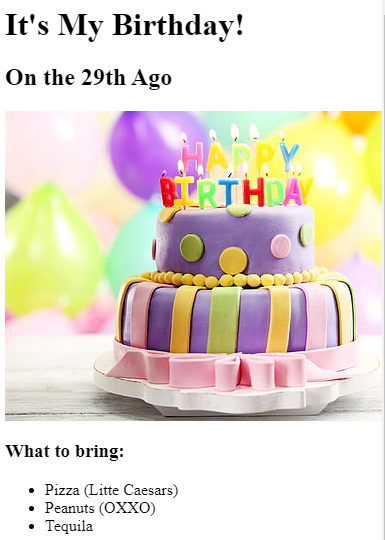 It's My Birthday!
On the 29th Ago
HAPPY
BIRTHDAY
What to bring:
Pizza (Litte Caesars)
Peanuts (OXXO)
Tequila